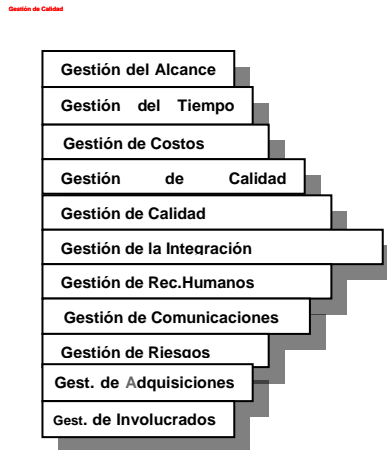 Gestión de Calidad
Gestión del Alcance
Gestión del Tiempo
Gestión de Costos
Gestión de Calidad
Gestión de Calidad
Gestión de la Integración
Gestión de Rec.Humanos
Gestión de Comunicaciones
Gestión de Riesgos
Gest. de Adquisiciones
Gest. de Involucrados